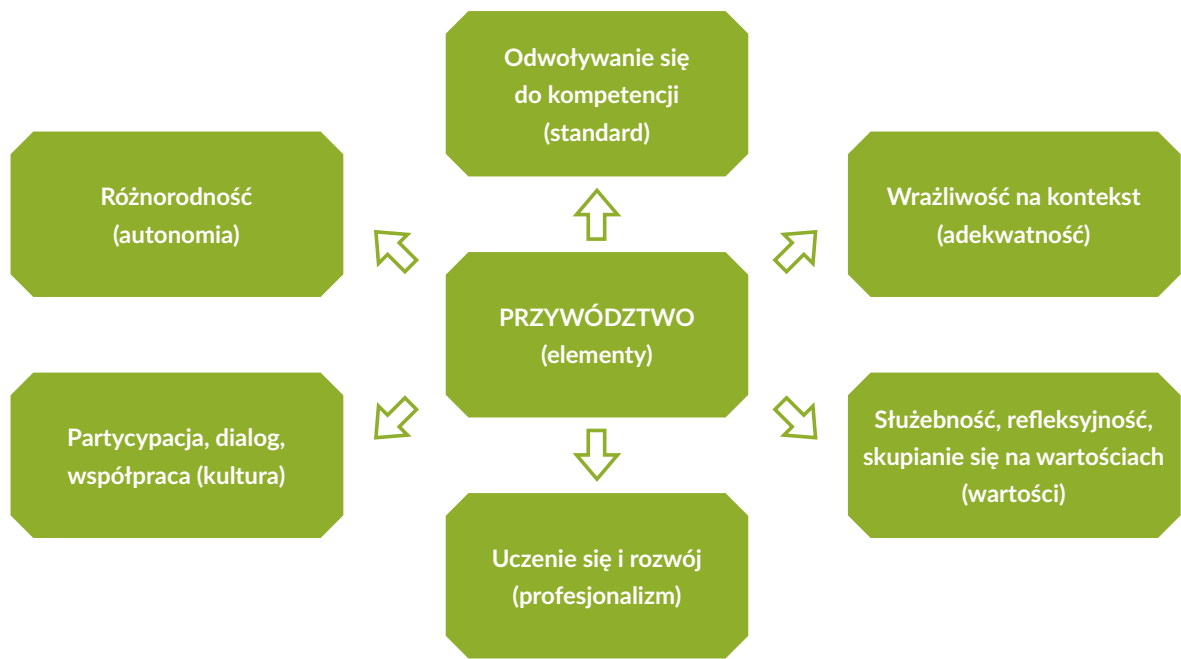 Odwoływanie się
do kompetencji
(standard)
Różnorodność
(autonomia)
Wrażliwość na kontekst
(adekwatność)
PRZYWÓDZTWO
(elementy)
Partycypacja, dialog,
współpraca (kultura)
Służebność, refleksyjność,
skupianie się na wartościach
(wartości)
Uczenie się i rozwój
(profesjonalizm)